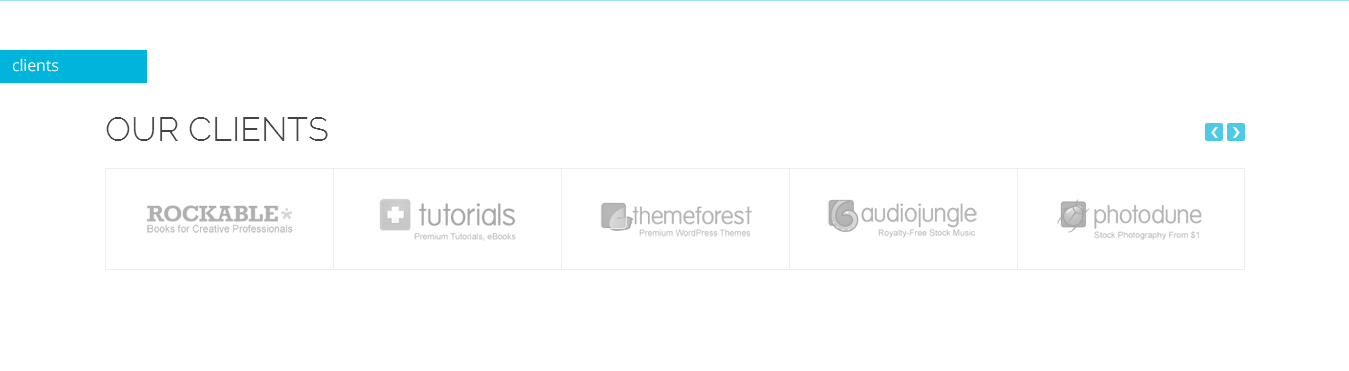 clients
OUR CLIENTS
ROCKABLE*
Books for Creative Professionals
tutorials
Premium Tutorials, eBooks
themeforest
Premium WordPress Themes
audiojungle
Royalty-Free Stock Music
photodune
Stock Photography From $1